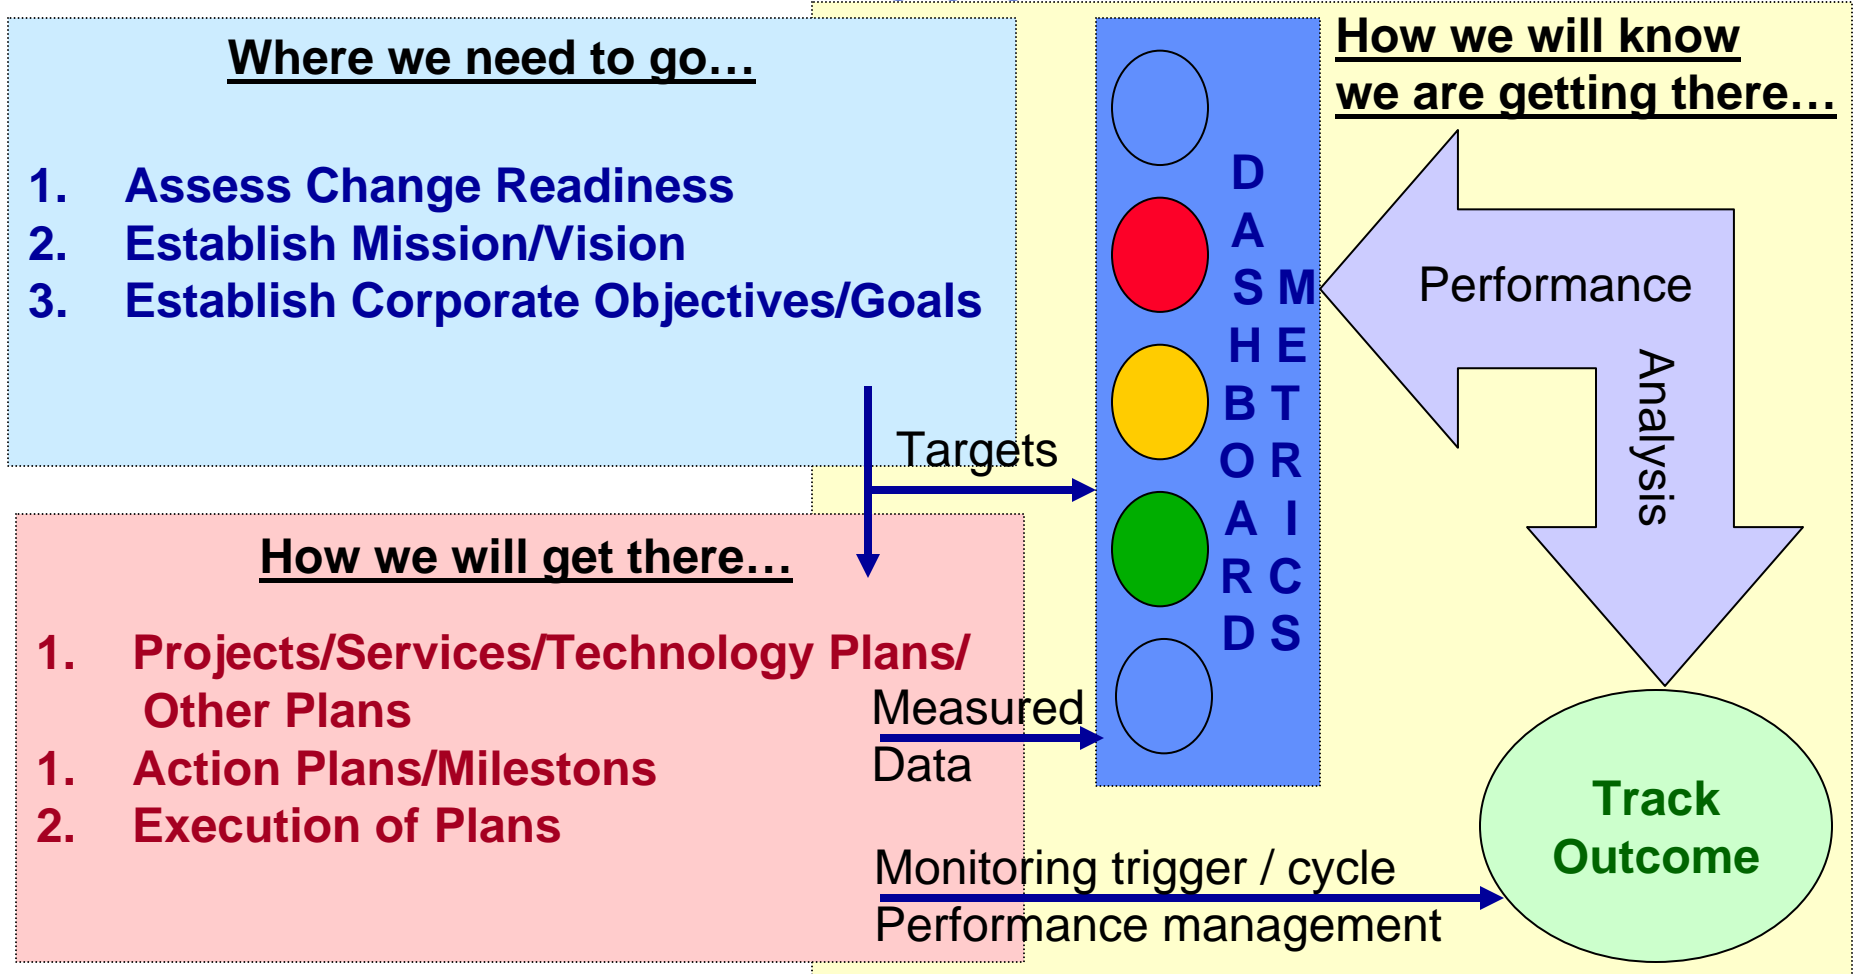 Where we need to go…
1. Assess Change Readiness
2. Establish Mission/Vision
3. Establish Corporate Objectives/Goals
Targets
How we will get there…
1. Projects/Services/Technology Plans/
Other Plans
1. Action Plans/Milestons
2. Execution of Plans
Measured
Data
Monitoring trigger / cycle
Performance management
DASHBOARD
METRICS
How we will know
we are getting there…
Performance
Analysis
Track
Outcome